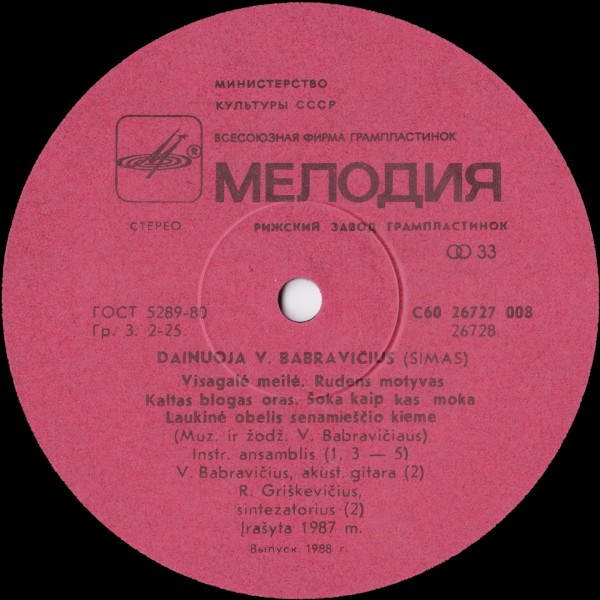 МИНИСТЕРСТВО
КУЛЬТУРЫ СССР
ВСЕСОЮЗНАЯ ФИРМА ГРАМПЛАСТИНОК
®
МЕЛОДИЯ
СТЕРЕО
РИЖСКИЙ ЗАВОД ГРАМПЛАСТИНОК
33
ГОСТ 5289-80
С60 26727 008
Гр. 3. 2-25.
26728
DAINUOJA V. BABRAVIČIUS (SIMAS)
Visagaiė meilė. Rudens motyvas
Kaltas blogas oras. Šoka kaip kas moka
Laukinė obelis senamieščio kieme
(Muz. ir žodž. V. Babravičiaus)
Instr. ansamblis (1, 3 — 5)
V. Babravičius, akust. gitara (2)
R. Griškevičius,
sintezatorius (2)
Įrašyta 1987 m.
Выпуск. 1988 г.